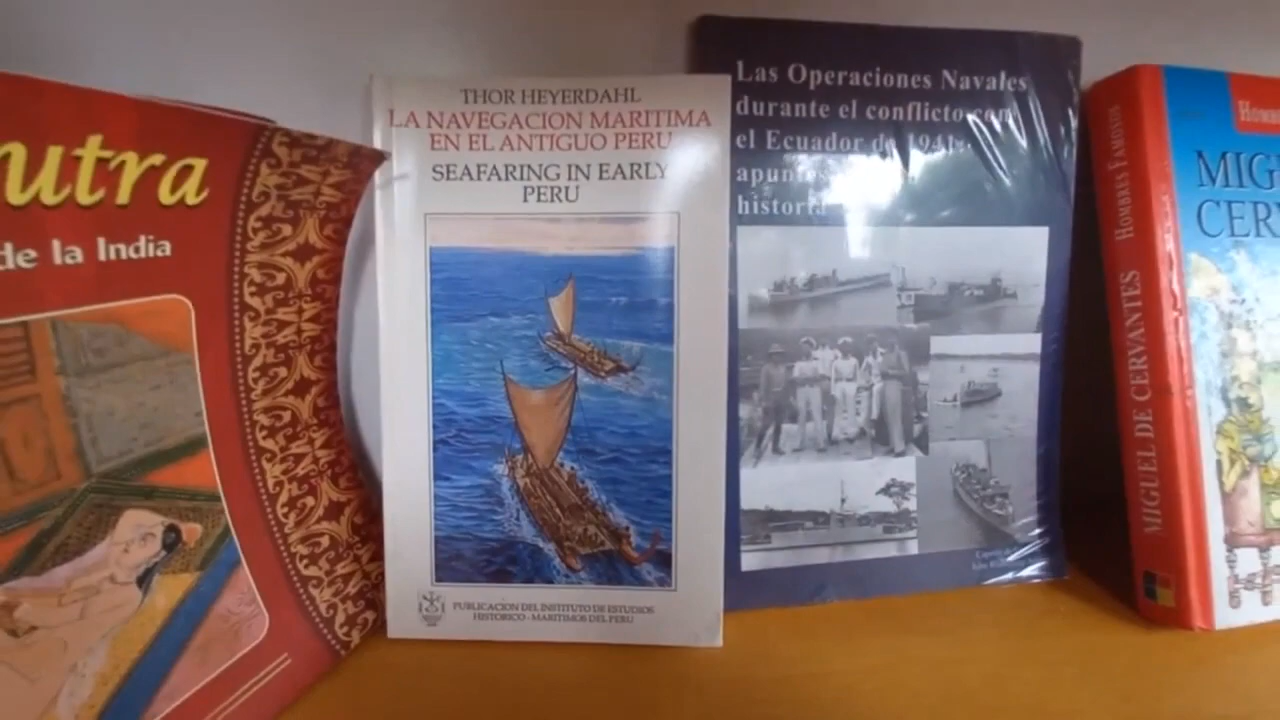 utra
de la India
THOR HEYERDAHL
LA NAVEGACION MARITIMA
EN EL ANTIGUO PERU
SEAFARING IN EARLY
PERU
PUBLICACION DEL INSTITUTO DE ESTUDIOS
HISTORICO - MARITIMOS DEL PERU
Las Operaciones Navales
durante el conflicto con
el Ecuador de 1941:
apuntes
historia
HOMBRES FAMOSOS
MIGUEL DE CERVANTES
HOMB
MIG
CER